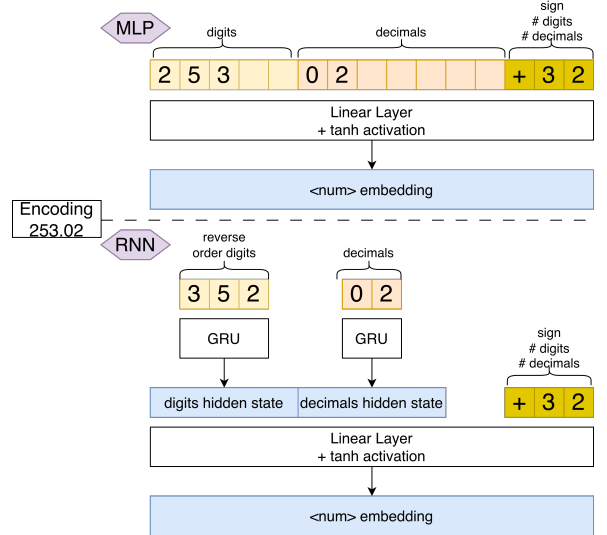 MLP
digits
decimals
sign
# digits
# decimals
2 5 3 0 2 + 3 2
Linear Layer
+ tanh activation
<num> embedding
Encoding
253.02
RNN
reverse
order digits
decimals
3 5 2 0 2
GRU GRU
sign
# digits
# decimals
digits hidden state decimals hidden state + 3 2
Linear Layer
+ tanh activation
<num> embedding